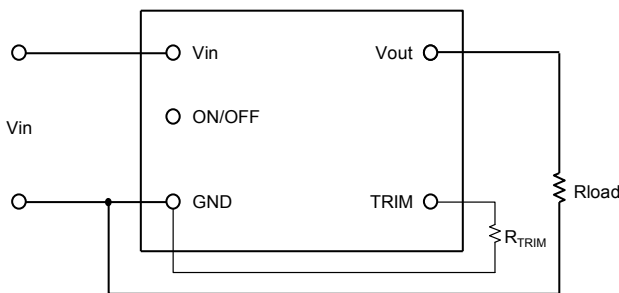 Vin
Vout
ON/OFF
Vin
GND
TRIM
Rload
RTRIM